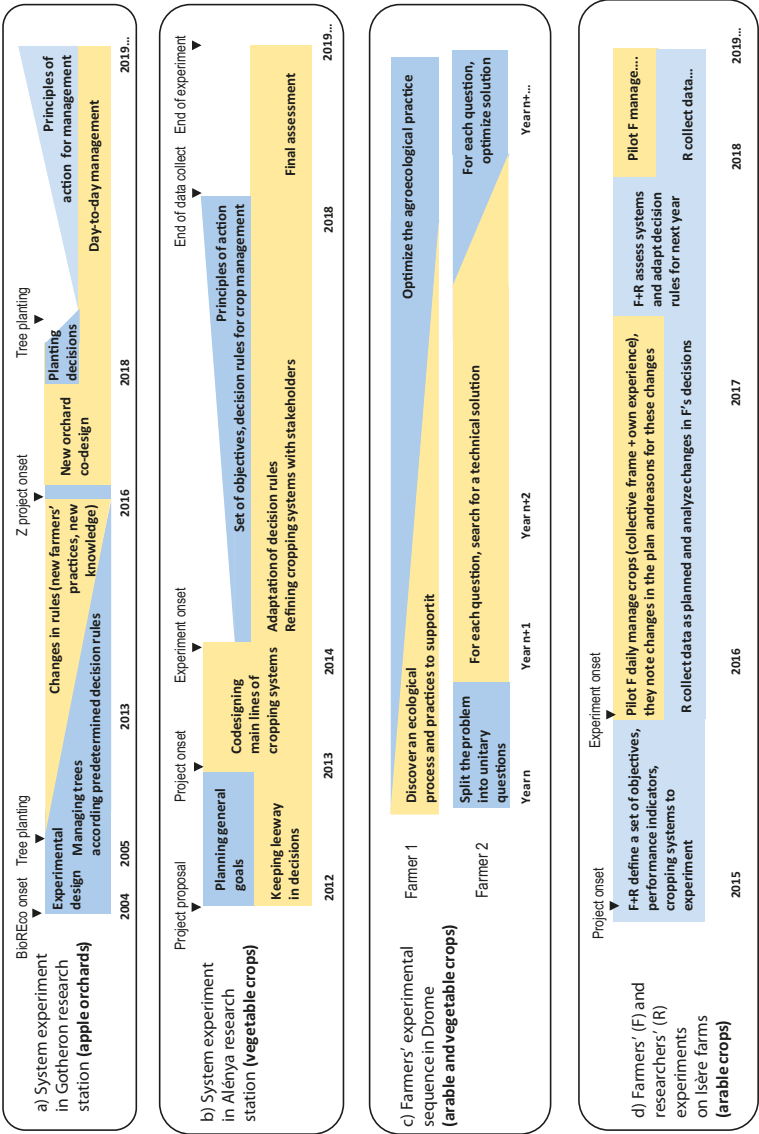 a) System experiment
in Gotheron research
station (apple orchards)
BioREco onset
Tree planting
Z project onset
Tree planting
Experimental
design
Managing trees
according predetermined decision rules
Changes in rules (new farmers'
practices, new
knowledge)
New orchard
co-design
Planting
decisions
Principles of
action for management
Day-to-day management
2004
2005
2013
2016
2018
2019...
b) System experiment
in Alénya research
station (vegetable crops)
Project proposal
Project onset
Experiment onset
End of data collect
End of experiment
Planning general
goals
Keeping leeway
in decisions
Codesigning
main lines of
cropping systems
Principles of action
Set of objectives, decision rules for crop management
Adaptation of decision rules
Refining cropping systems with stakeholders
Final assessment
2012
2013
2014
2018
2019...
c) Farmers' experimental
sequence in Drome
(arable and vegetable crops)
Farmer 1
Discover an ecological
process and practices to supportit
Optimize the agroecological practice
Farmer 2
Split the problem
into unitary
questions
For each question, search for a technical solution
For each question,
optimize solution
Year n
Year n+1
Year n+2
Year n+...
d) Farmers' (F) and
researchers' (R)
experiments
on Isère farms
(arable crops)
Project onset
Experiment onset
F+R define a set of objectives,
performance indicators,
cropping systems to
experiment
Pilot F daily manage crops (collective frame + own experience),
they note changes in the plan andreasons for these changes
R collect data as planned and analyze changes in F's decisions
F+R assess systems
and adapt decision
rules for next year
Pilot F manage....
R collect data...
2015
2016
2017
2018
2019...